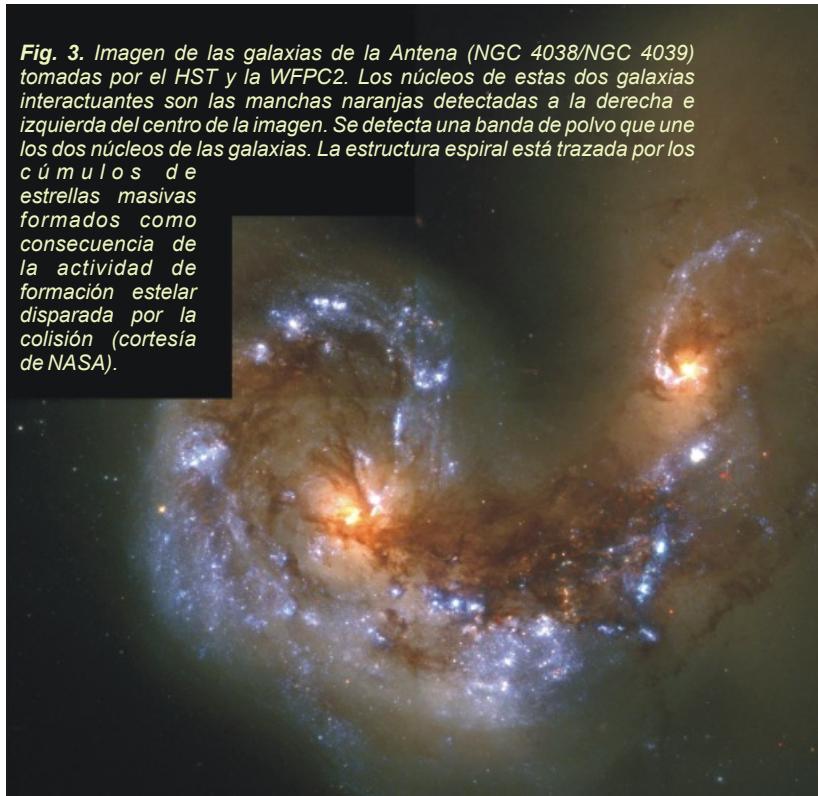 Fig. 3. Imagen de las galaxias de la Antena (NGC 4038/NGC 4039)
tomadas por el HST y la WFPC2. Los núcleos de estas dos galaxias
interactuantes son las manchas naranjas detectadas a la derecha e
izquierda del centro de la imagen. Se detecta una banda de polvo que une
los dos núcleos de las galaxias. La estructura espiral está trazada por los
cúmulos de
estrellas masivas
formados como
consecuencia de
la actividad de
formación estelar
disparada por la
colisión (cortesía
de NASA).